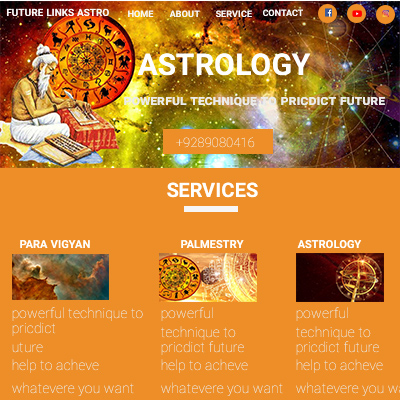 FUTURE LINKS ASTRO HOME ABOUT SERVICE CONTACT
ASTROLOGY
POWERFUL TECHNIQUE TO PRICDICT FUTURE
+9289080416
SERVICES
PARA VIGYAN
powerful technique to
pricdict
uture
help to acheve
whatevere you want
PALMESTRY
powerful
technique to
pricdict future
help to acheve
whatevere you want
ASTROLOGY
powerful
technique to
pricdict future
help to acheve
whatevere you wa